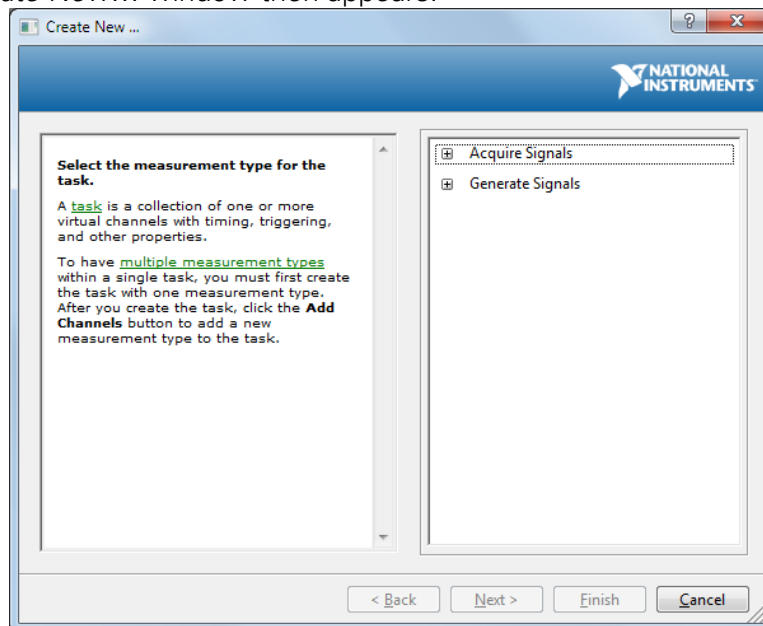 Create New ...
NATIONAL
INSTRUMENTS
Select the measurement type for the
task.
A task is a collection of one or more
virtual channels with timing, triggering,
and other properties.
To have multiple measurement types
within a single task, you must first create
the task with one measurement type.
After you create the task, click the Add
Channels button to add a new
measurement type to the task.
Acquire Signals
Generate Signals
< Back
Next >
Finish
Cancel